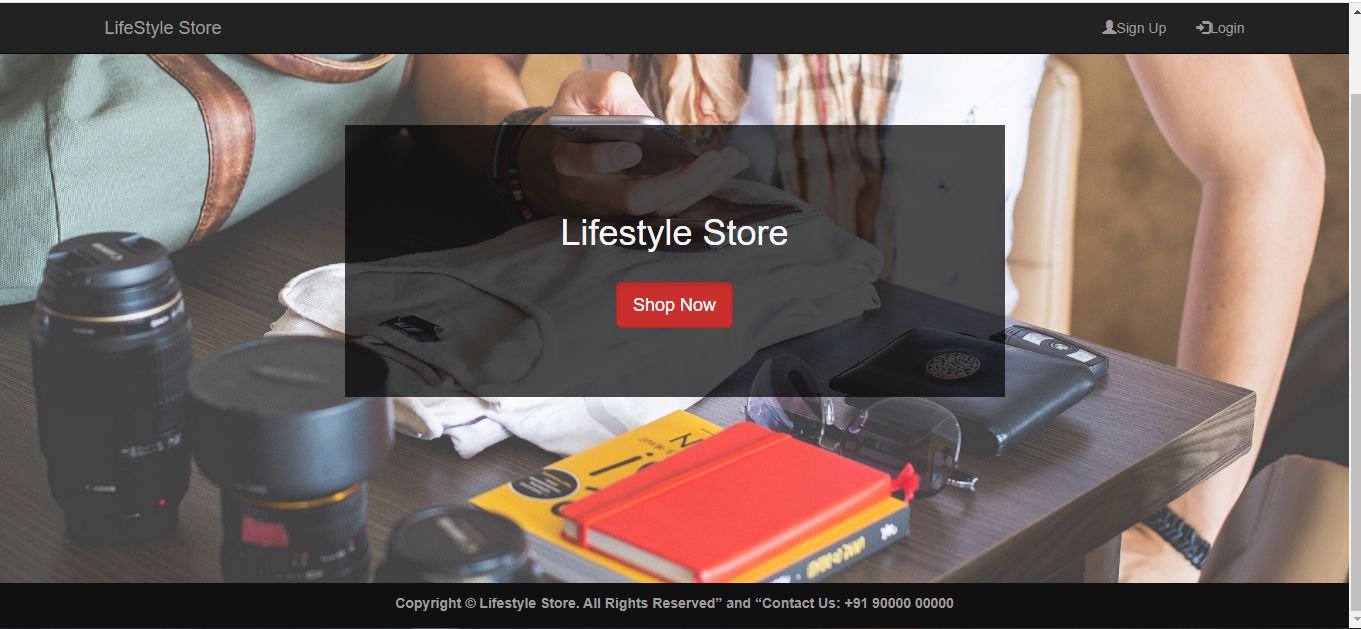 LifeStyle Store
Sign Up
Login
Lifestyle Store
Shop Now
Copyright © Lifestyle Store. All Rights Reserved” and “Contact Us: +91 90000 00000